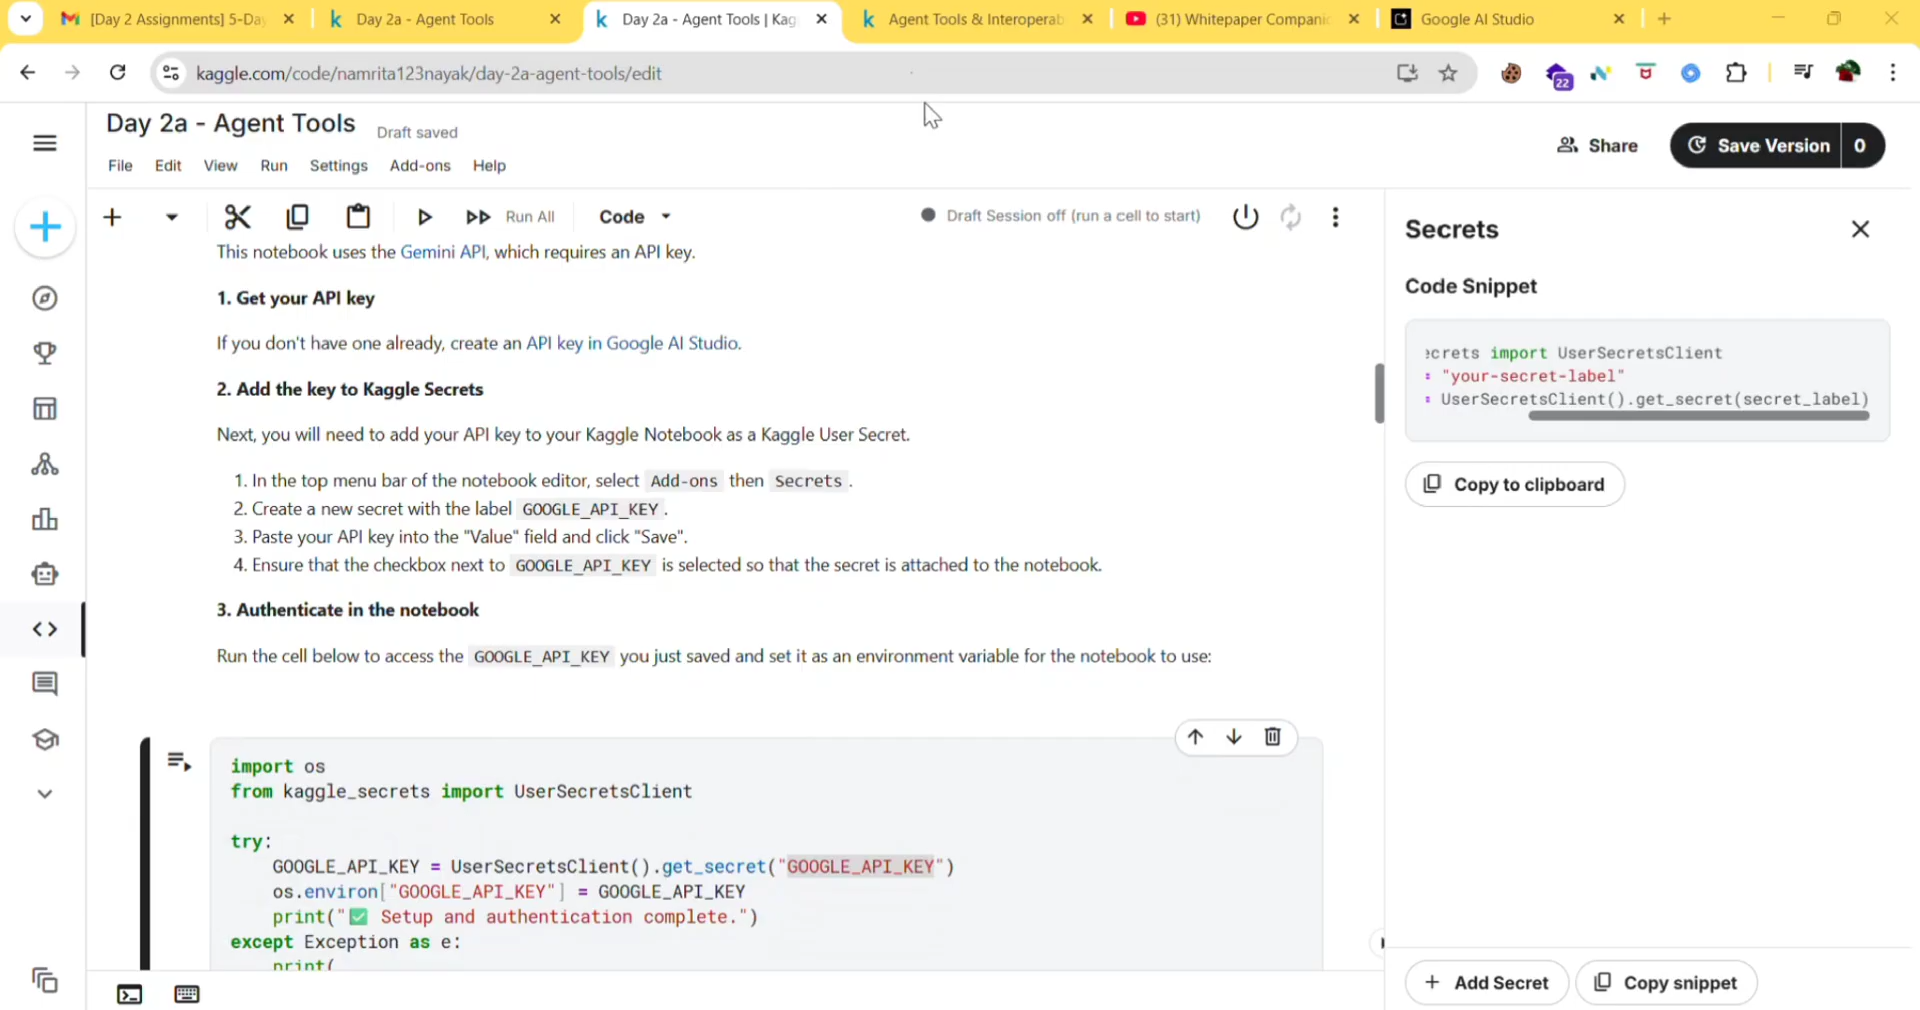 [Day 2 Assignments] 5-Day
Day 2a - Agent Tools
Day 2a - Agent Tools | Kag
Agent Tools & Interoperab
(31) Whitepaper Companio
Google AI Studio
kaggle.com/code/namrita123nayak/day-2a-agent-tools/edit
22
Day 2a - Agent Tools
Draft saved
File Edit View Run Settings Add-ons Help
Share
Save Version 0
Run All
Code
Draft Session off (run a cell to start)
This notebook uses the Gemini API, which requires an API key.
1. Get your API key
If you don't have one already, create an API key in Google AI Studio.
2. Add the key to Kaggle Secrets
Next, you will need to add your API key to your Kaggle Notebook as a Kaggle User Secret.
1. In the top menu bar of the notebook editor, select Add-ons then Secrets .
2. Create a new secret with the label GOOGLE_API_KEY .
3. Paste your API key into the "Value" field and click "Save".
4. Ensure that the checkbox next to GOOGLE_API_KEY is selected so that the secret is attached to the notebook.
3. Authenticate in the notebook
Run the cell below to access the GOOGLE_API_KEY you just saved and set it as an environment variable for the notebook to use:
import os
from kaggle_secrets import UserSecretsClient
try:
GOOGLE_API_KEY = UserSecretsClient().get_secret("GOOGLE_API_KEY")
os.environ["GOOGLE_API_KEY"] = GOOGLE_API_KEY
print("✅ Setup and authentication complete.")
except Exception as e:
print(
Secrets
Code Snippet
ecrets import UserSecretsClient
= "your-secret-label"
= UserSecretsClient().get_secret(secret_label)
Copy to clipboard
Add Secret
Copy snippet